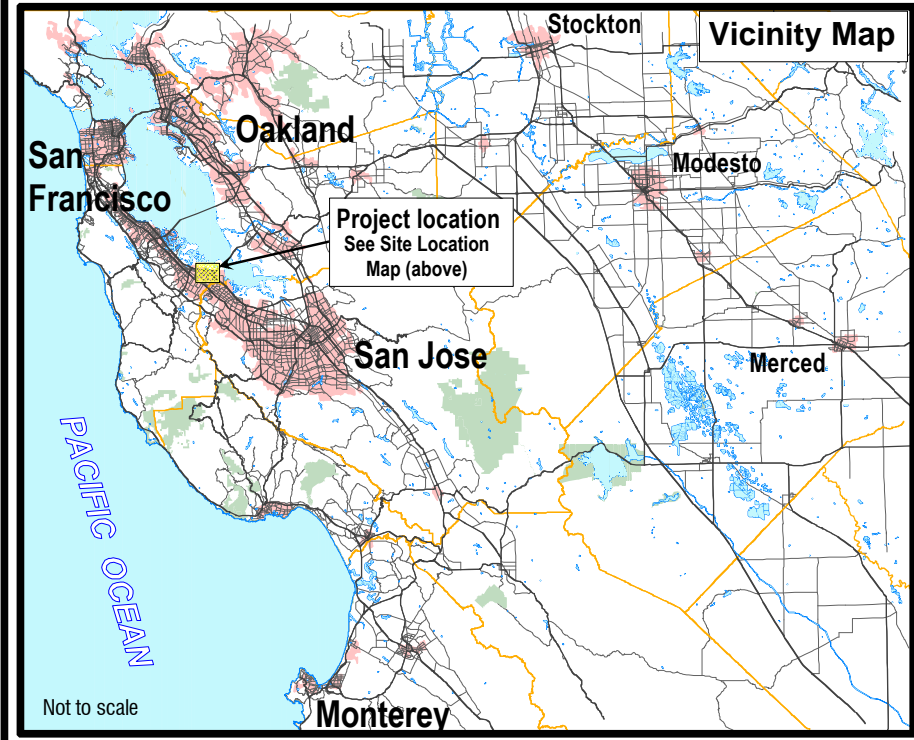 Stockton
Vicinity Map
Oakland
San
Francisco
Modesto
Project location
See Site Location
Map (above)
San Jose
Merced
PACIFIC OCEAN
Not to scale
Monterey